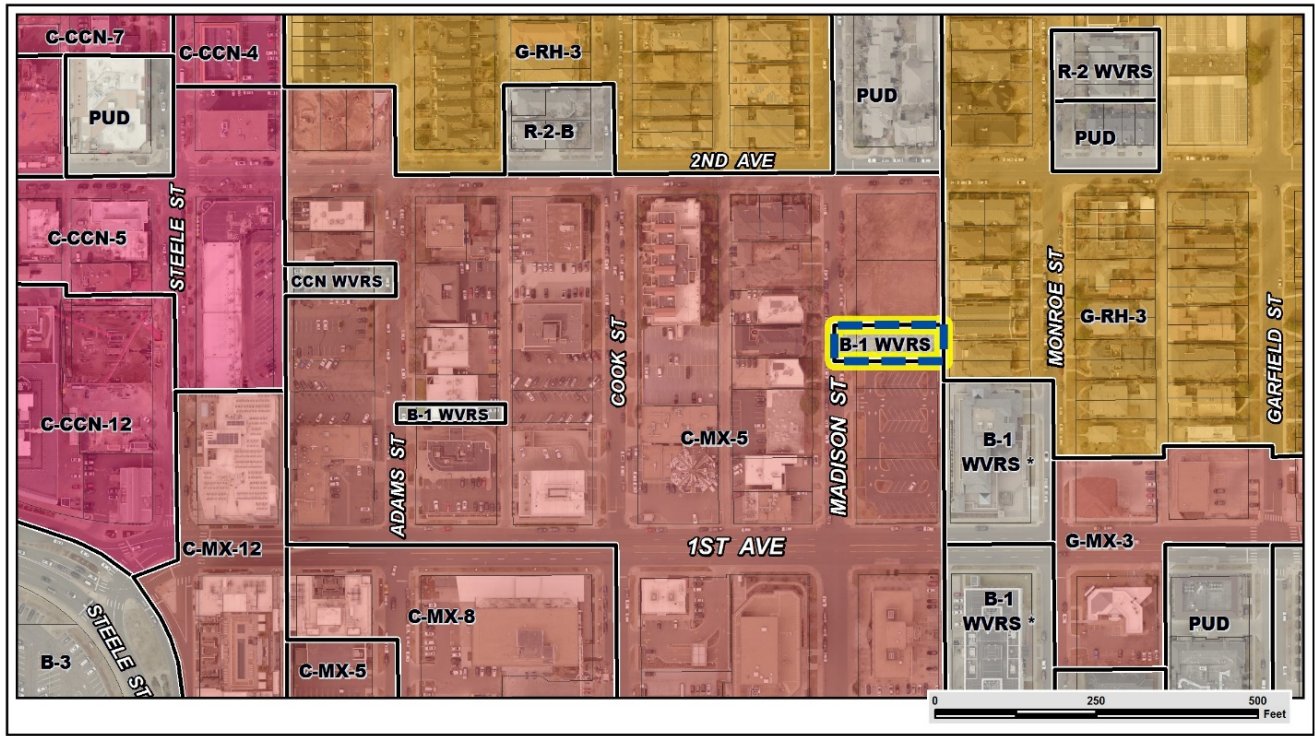 C-CCN-7
C-CCN-4
G-RH-3
R-2 WVRS
PUD
R-2-B
PUD
PUD
2ND AVE
C-CCN-5
STEELE ST
CCN WVRS
COOK ST
MADISON ST
B-1 WVRS
MONROE ST
G-RH-3
GARFIELD ST
C-CCN-12
ADAMS ST
B-1 WVRS
C-MX-5
B-1
WVRS *
C-MX-12
1ST AVE
G-MX-3
STEELE ST
B-3
C-MX-8
C-MX-5
B-1
WVRS *
PUD
0 250 500
Feet